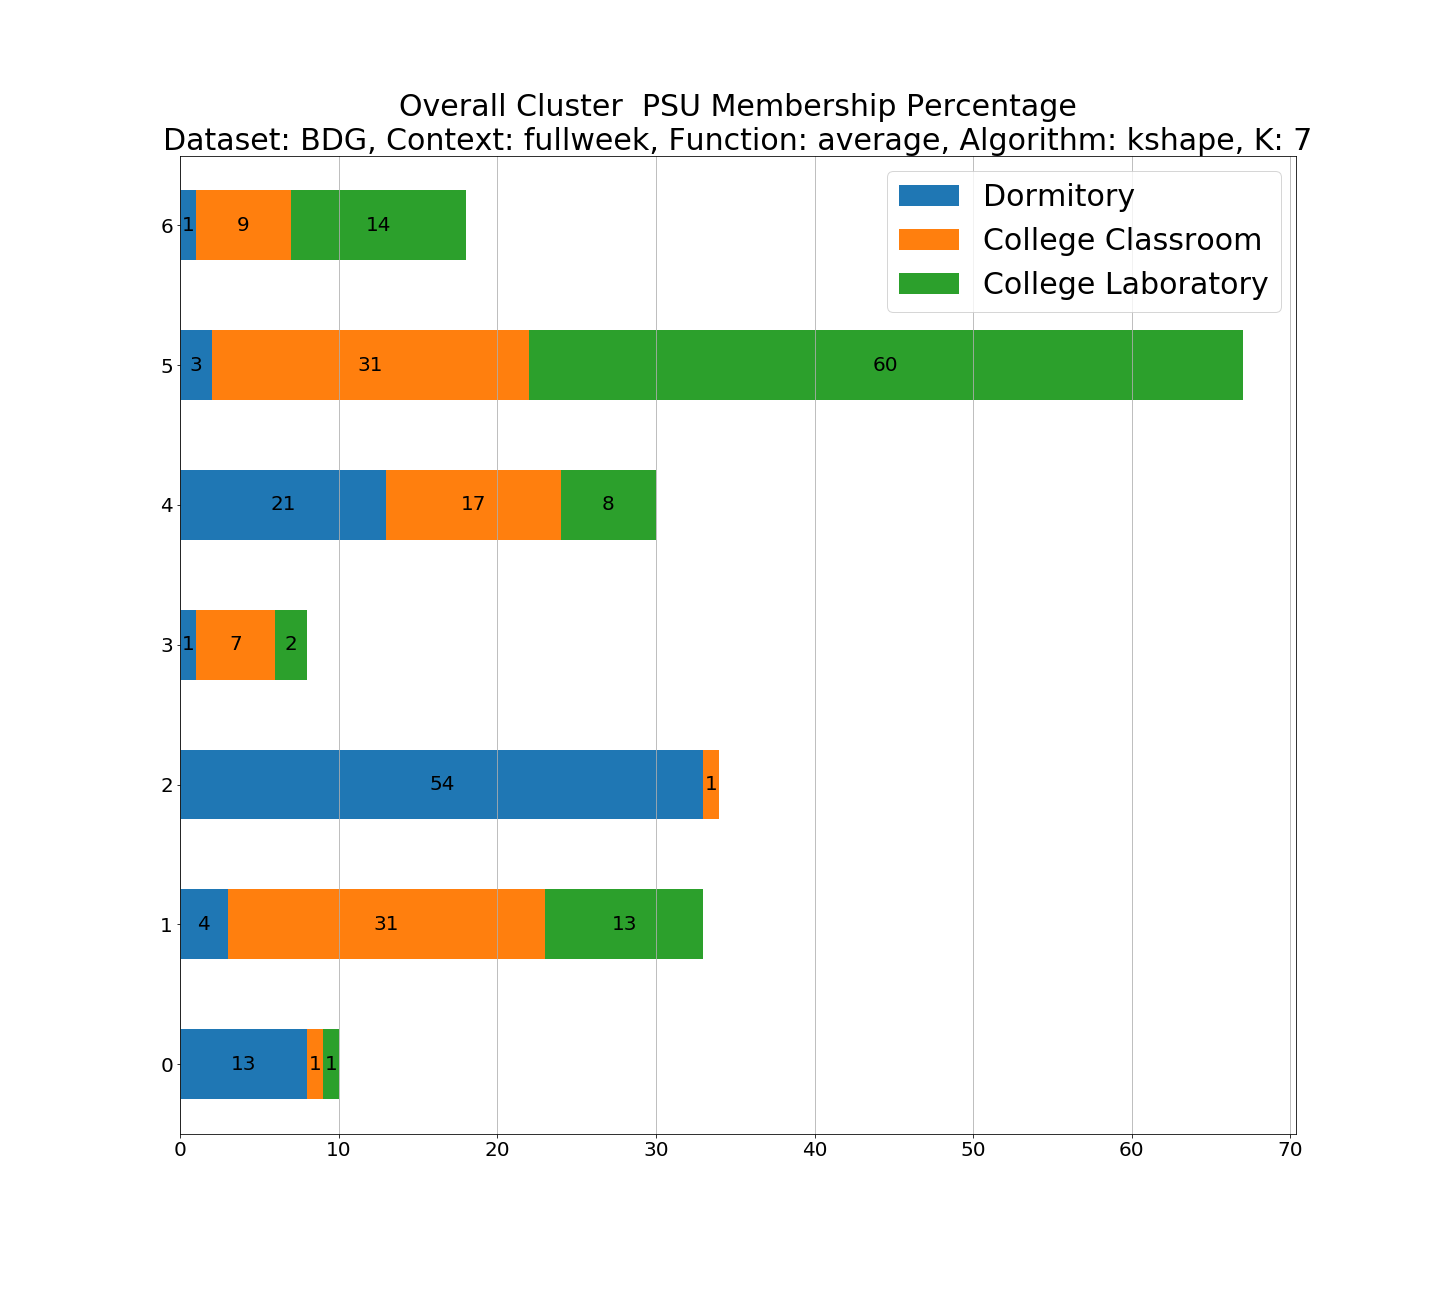 Overall Cluster  PSU Membership Percentage
Dataset: BDG, Context: fullweek, Function: average, Algorithm: kshape, K: 7
Dormitory
College Classroom
College Laboratory
6 1 9 14
5 3 31 60
4 21 17 8
3 1 7 2
2 54 1
1 4 31 13
0 13 1 1
0 10 20 30 40 50 60 70